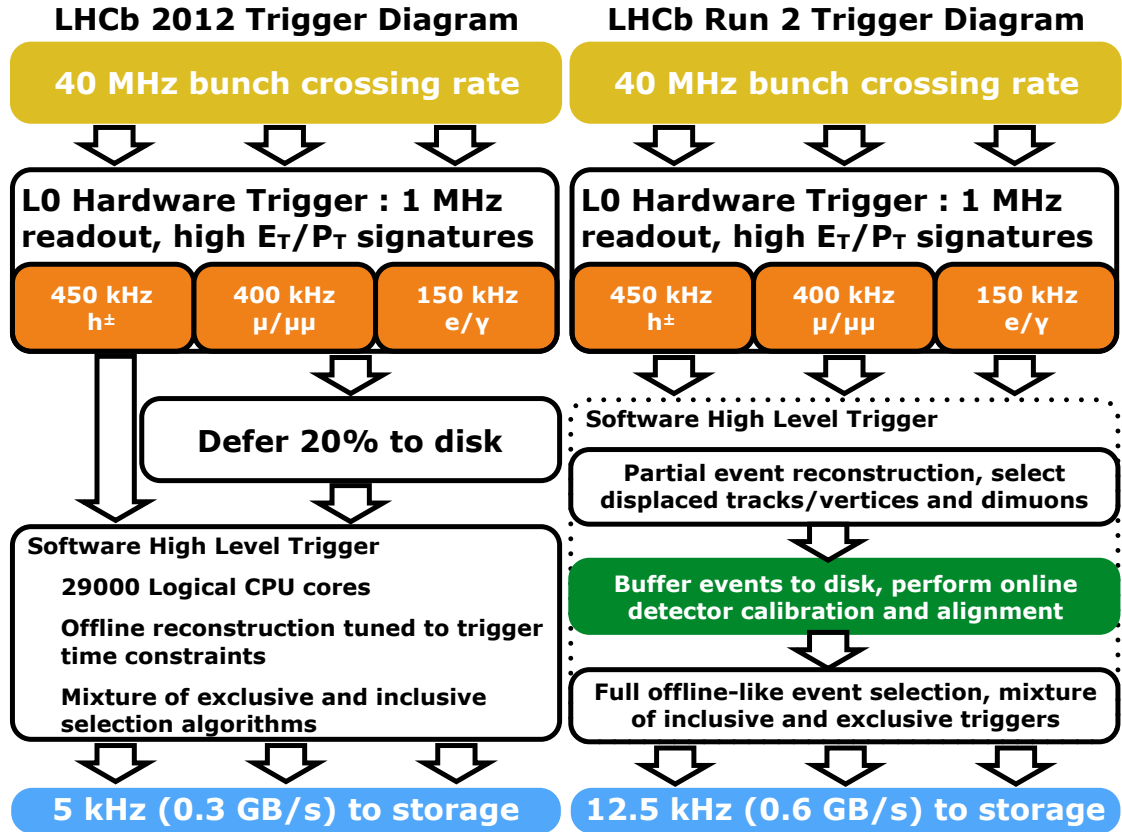 LHCb 2012 Trigger Diagram
40 MHz bunch crossing rate
L0 Hardware Trigger : 1 MHz
readout, high E_T/P_T signatures
450 kHz
h±
400 kHz
µ/µµ
150 kHz
e/γ
Defer 20% to disk
Software High Level Trigger
29000 Logical CPU cores
Offline reconstruction tuned to trigger
time constraints
Mixture of exclusive and inclusive
selection algorithms
5 kHz (0.3 GB/s) to storage
LHCb Run 2 Trigger Diagram
40 MHz bunch crossing rate
L0 Hardware Trigger : 1 MHz
readout, high E_T/P_T signatures
450 kHz
h±
400 kHz
µ/µµ
150 kHz
e/γ
Software High Level Trigger
Partial event reconstruction, select
displaced tracks/vertices and dimuons
Buffer events to disk, perform online
detector calibration and alignment
Full offline-like event selection, mixture
of inclusive and exclusive triggers
12.5 kHz (0.6 GB/s) to storage